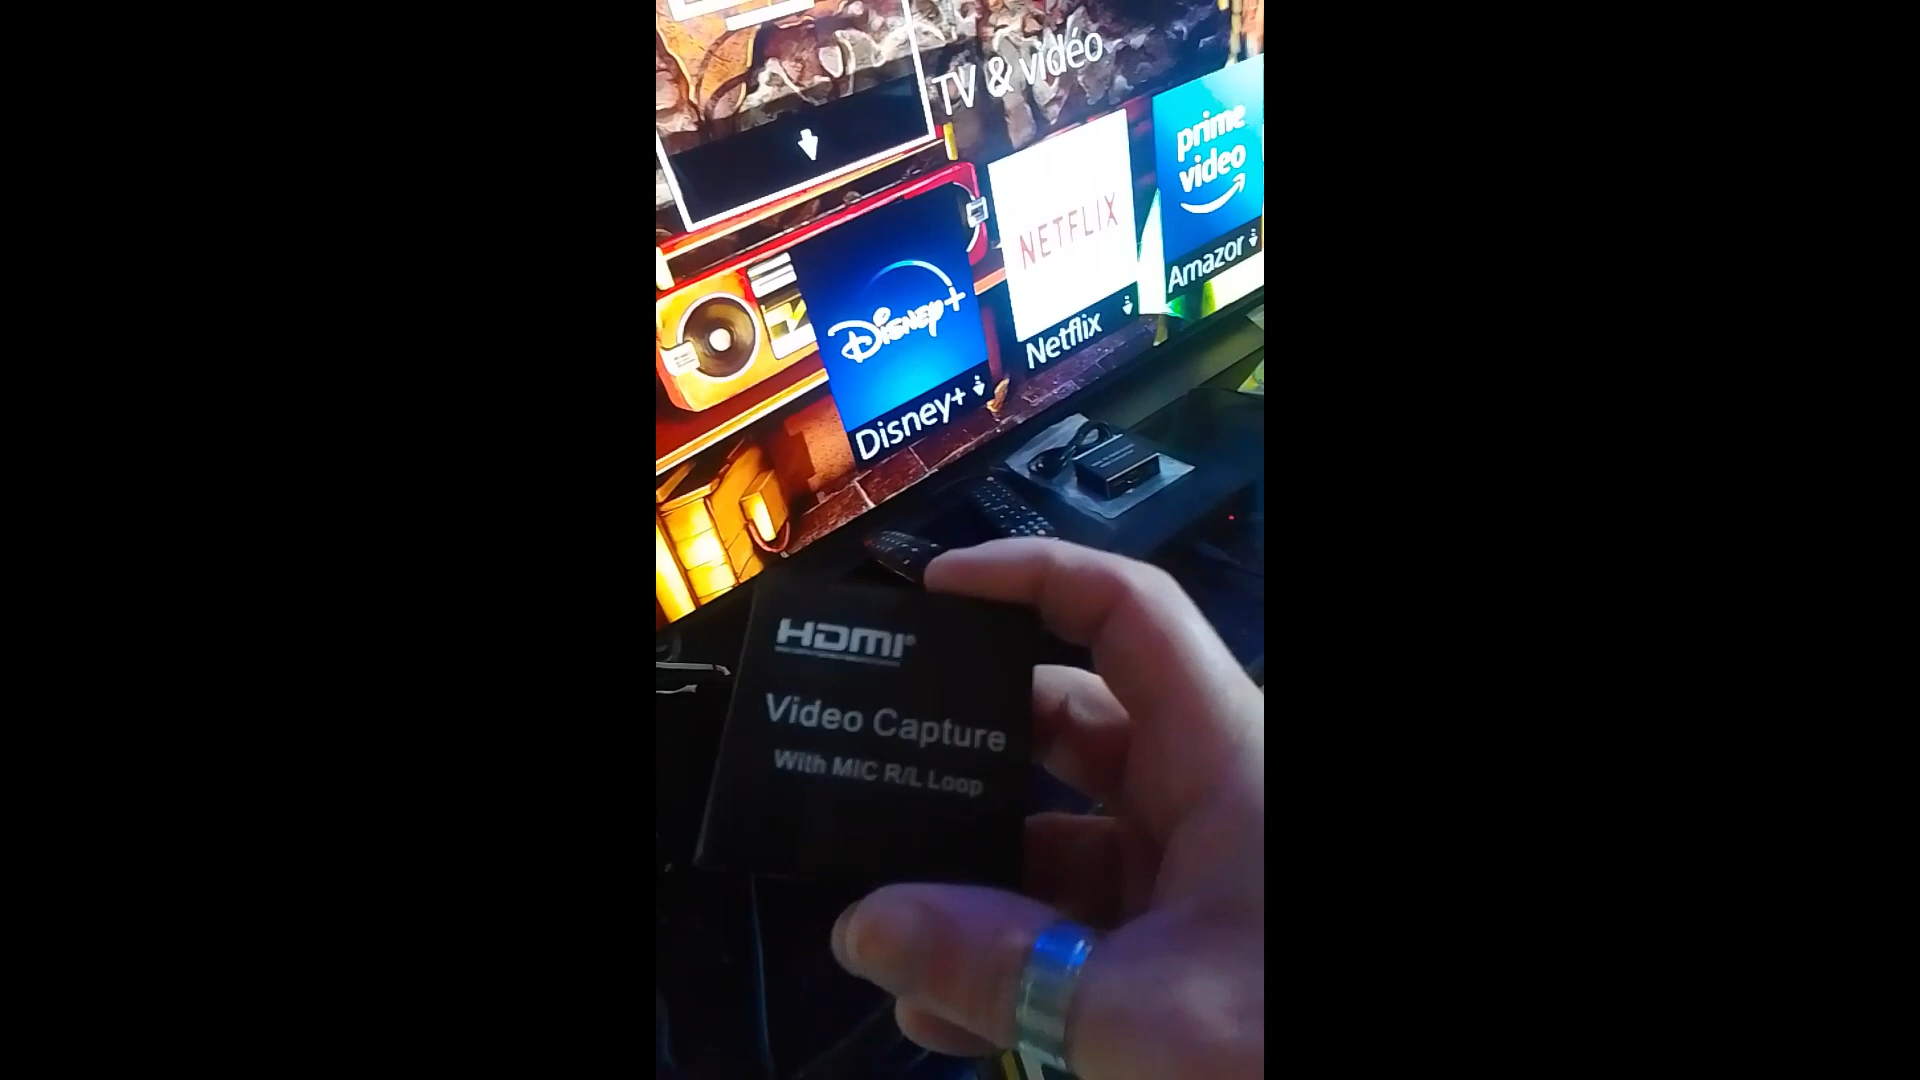 TV & vidéo
prime
video
NETFLIX
Amazon
Disney+
Netflix
Disney+
HDMI
Video Capture
With MIC R/L Loop